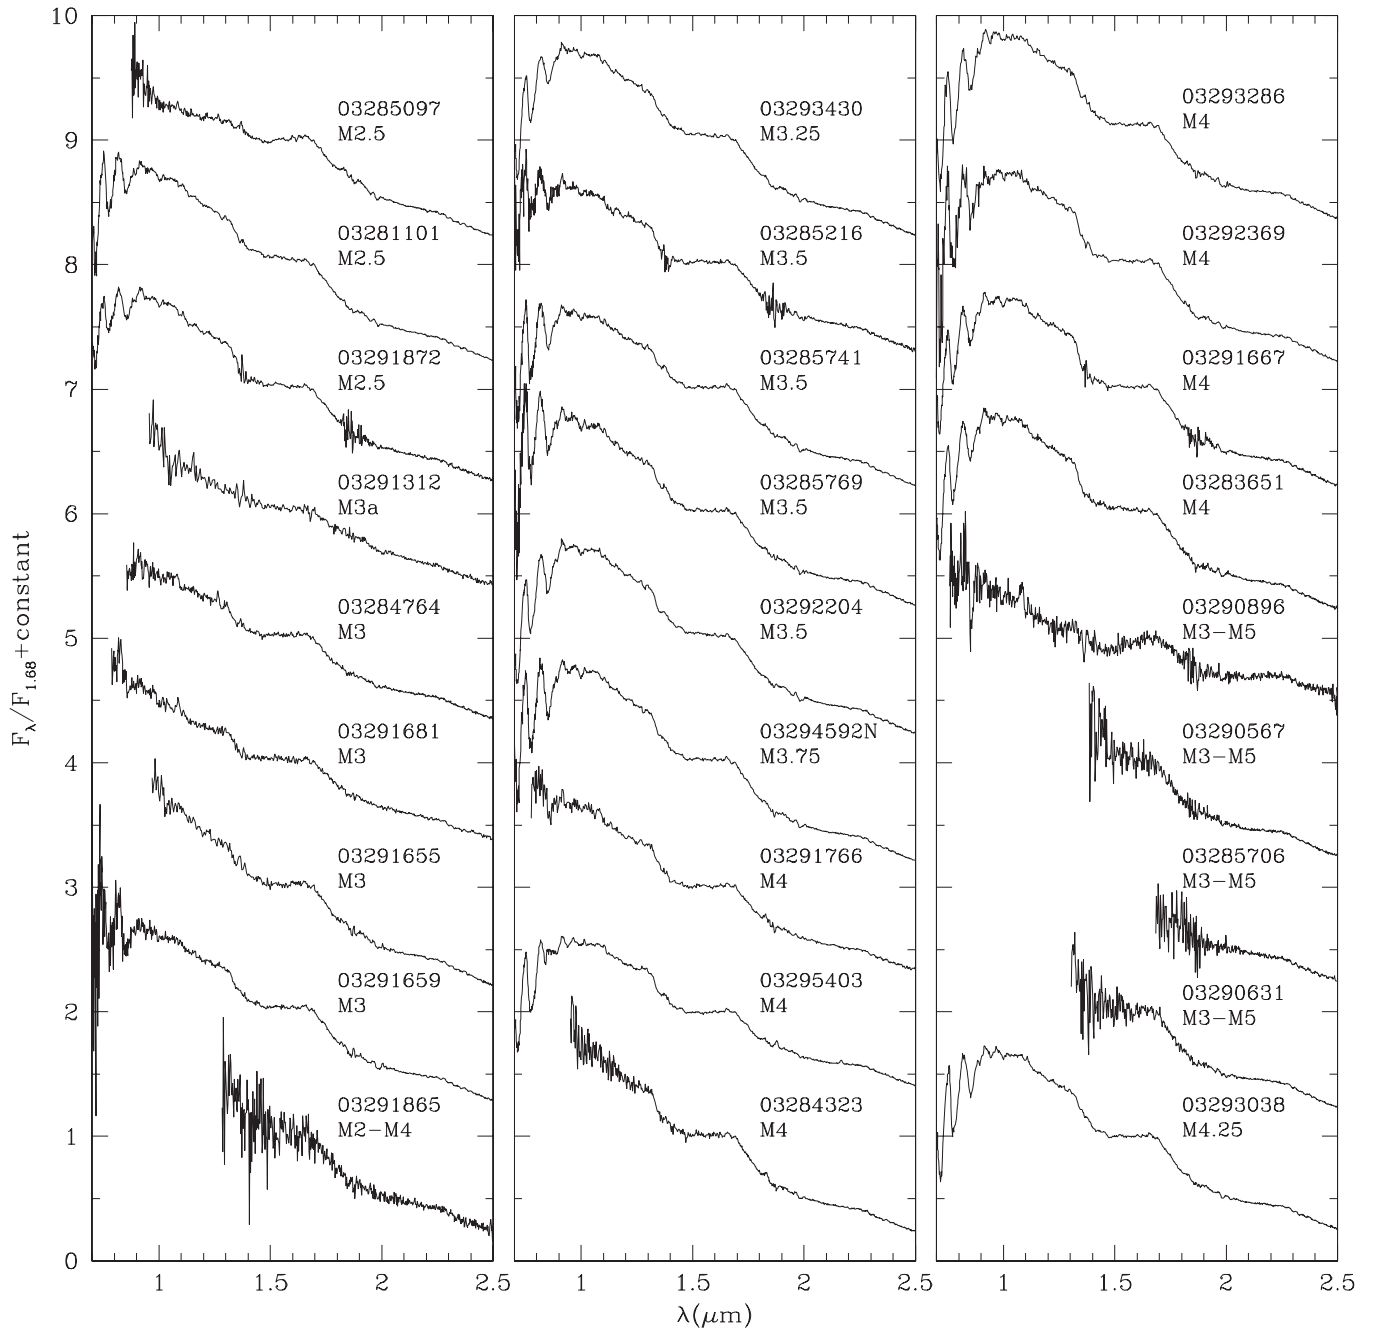 10
9
8
7
6
5
4
3
2
1
0
Fλ/F1.68+constant
03285097
M2.5
03281101
M2.5
03291872
M2.5
03291312
M3a
03284764
M3
03291681
M3
03291655
M3
03291659
M3
03291865
M2−M4
03293430
M3.25
03285216
M3.5
03285741
M3.5
03285769
M3.5
03292204
M3.5
03294592N
M3.75
03291766
M4
03295403
M4
03284323
M4
03293286
M4
03292369
M4
03291667
M4
03283651
M4
03290896
M3−M5
03290567
M3−M5
03285706
M3−M5
03290631
M3−M5
03293038
M4.25
1 1.5 2 2.5
1 1.5 2 2.5
1 1.5 2 2.5
λ(μm)